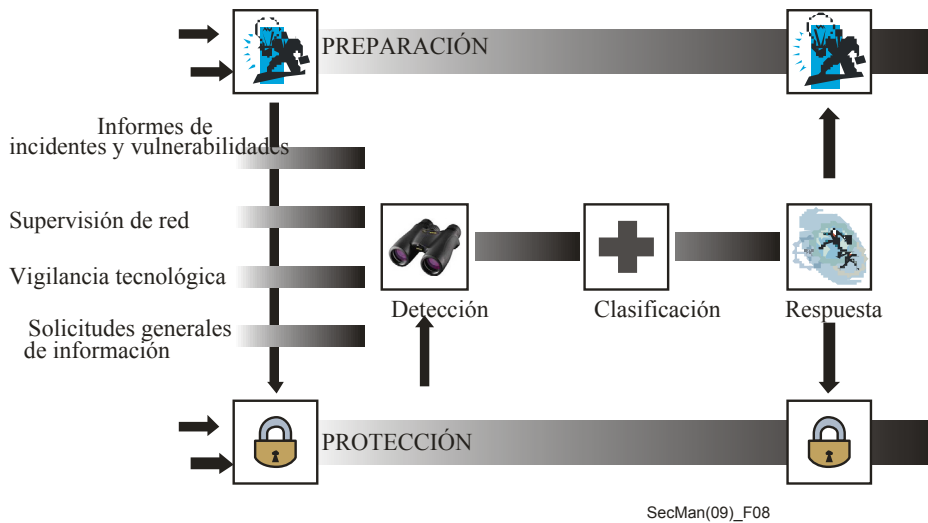 PREPARACIÓN
Informes de
incidentes y vulnerabilidades
Supervisión de red
Vigilancia tecnológica
Solicitudes generales
de información
Detección
Clasificación
Respuesta
PROTECCIÓN
SecMan(09)_F08